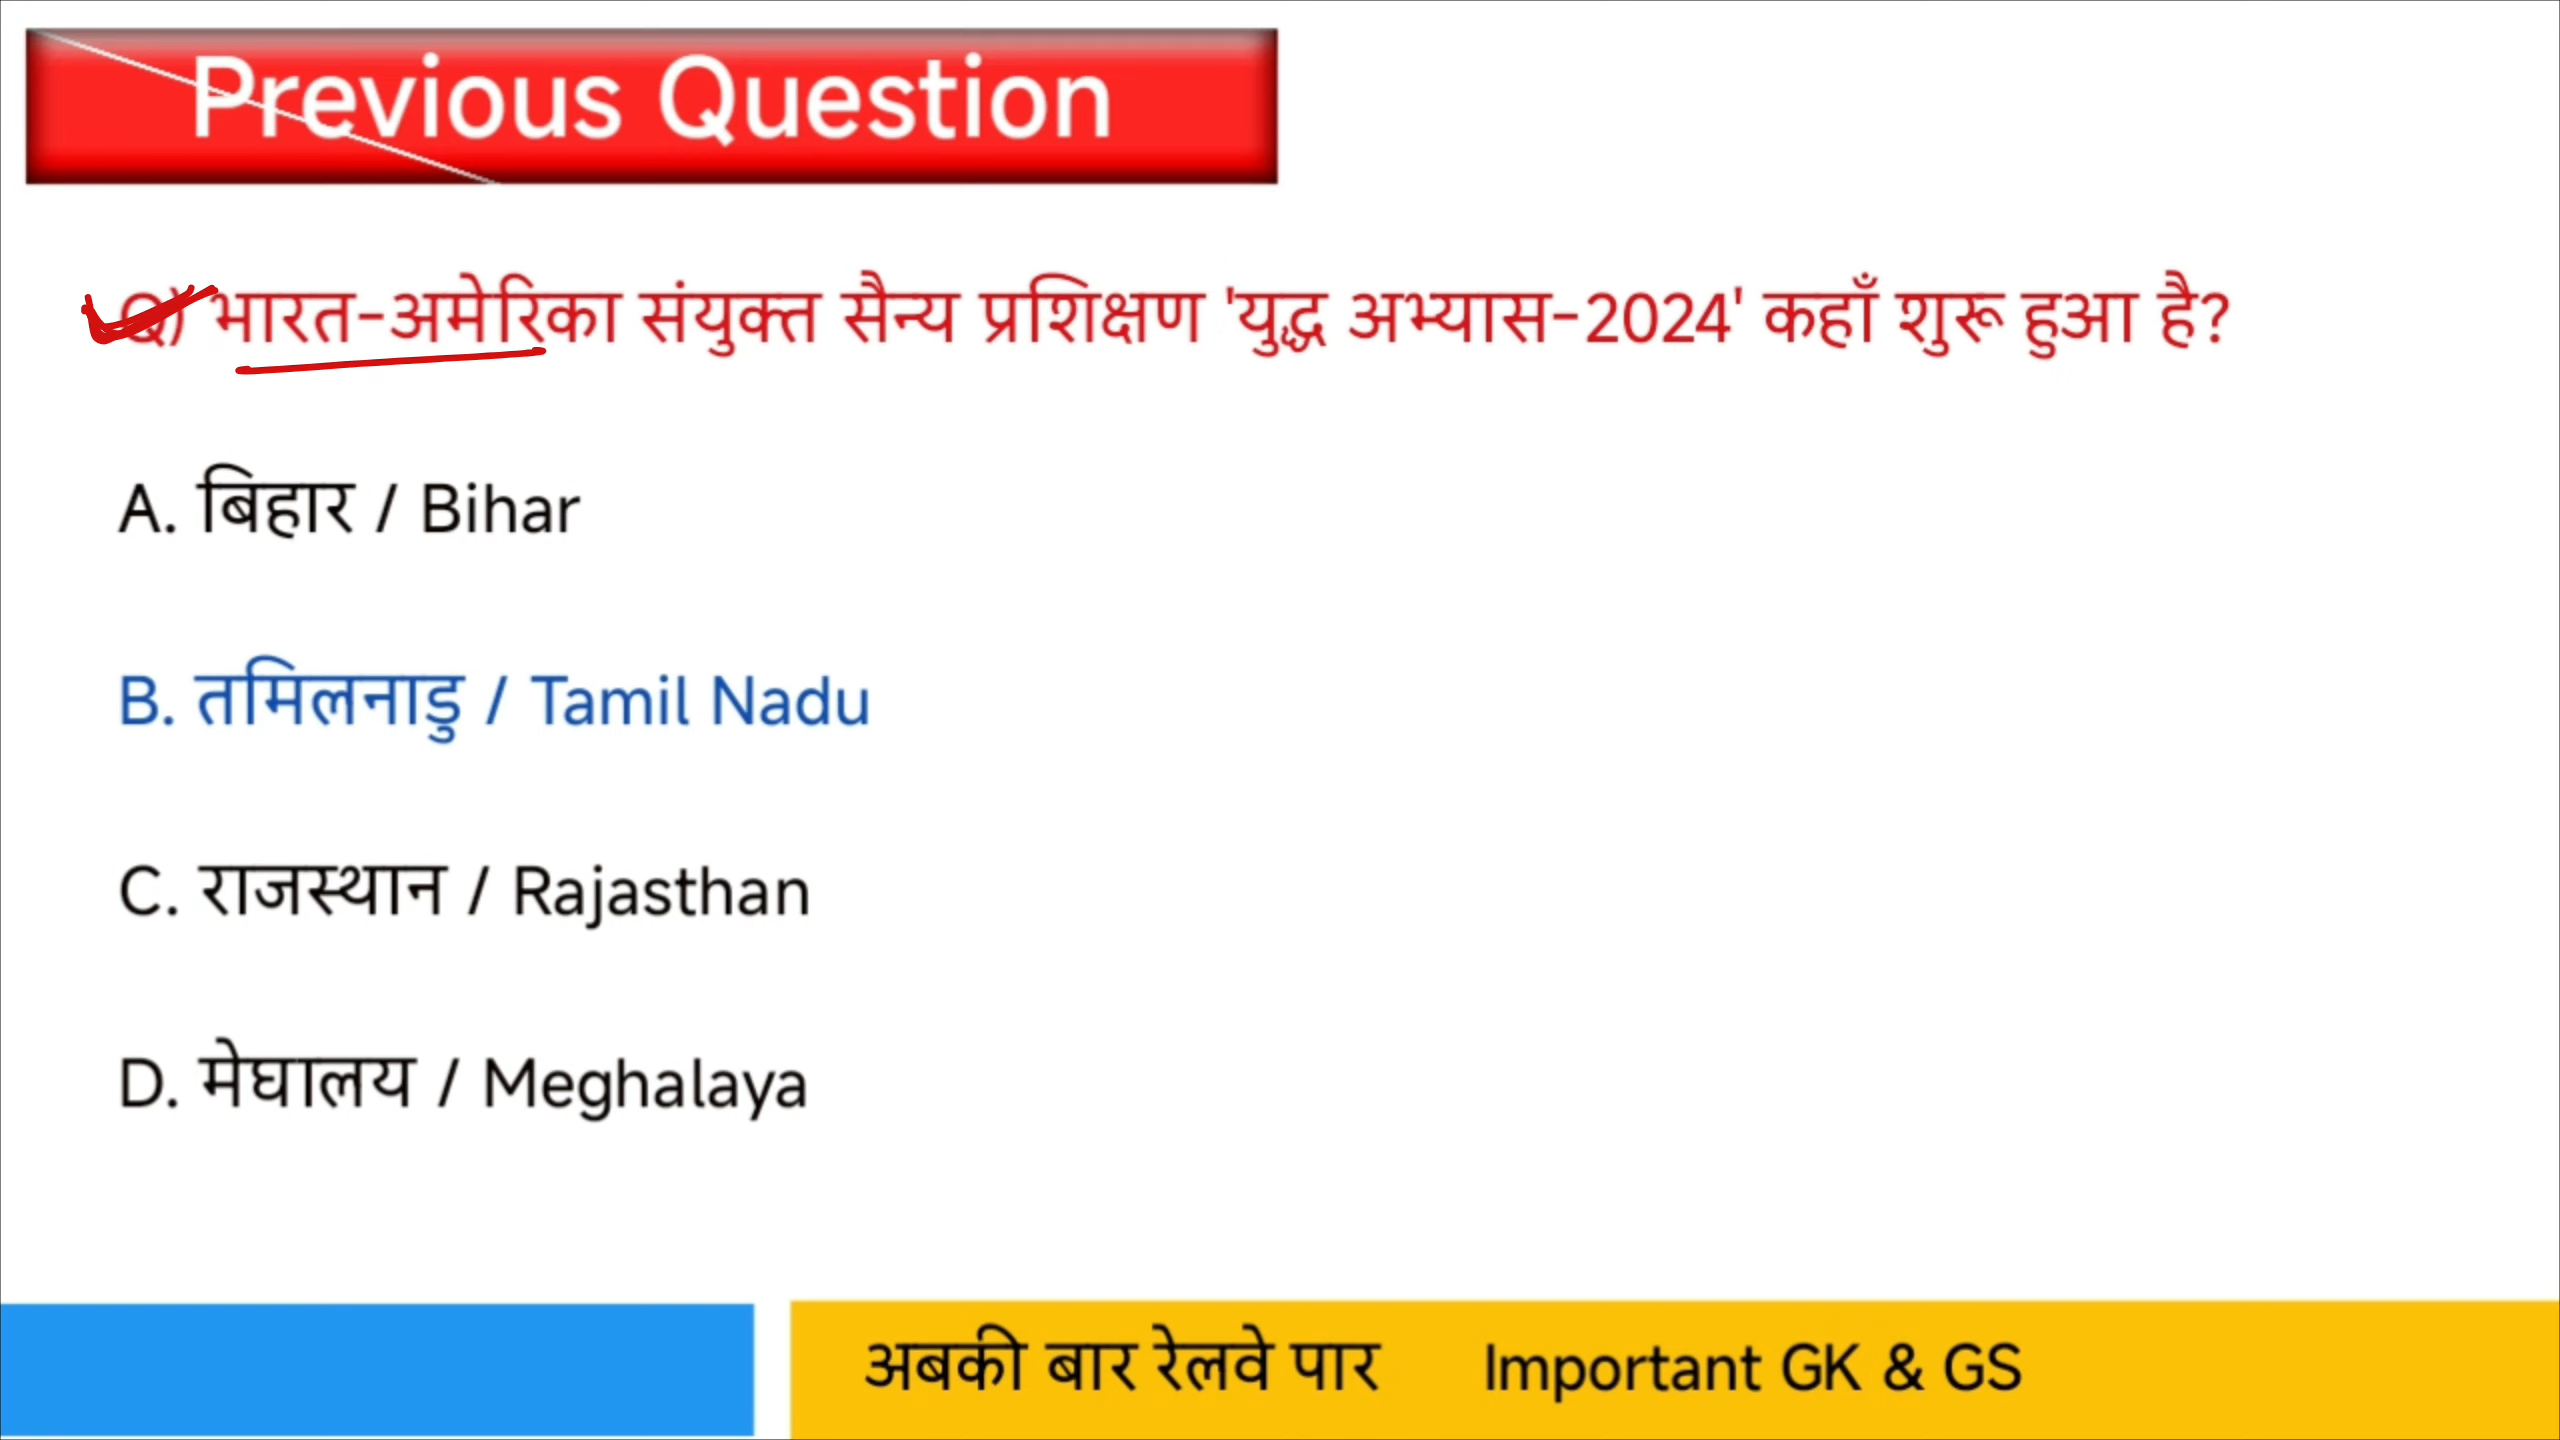 Previous Question
Q) भारत-अमेरिका संयुक्त सैन्य प्रशिक्षण 'युद्ध अभ्यास-2024' कहाँ शुरू हुआ है?
A. बिहार / Bihar
B. तमिलनाडु / Tamil Nadu
C. राजस्थान / Rajasthan
D. मेघालय / Meghalaya
अबकी बार रेलवे पार Important GK & GS